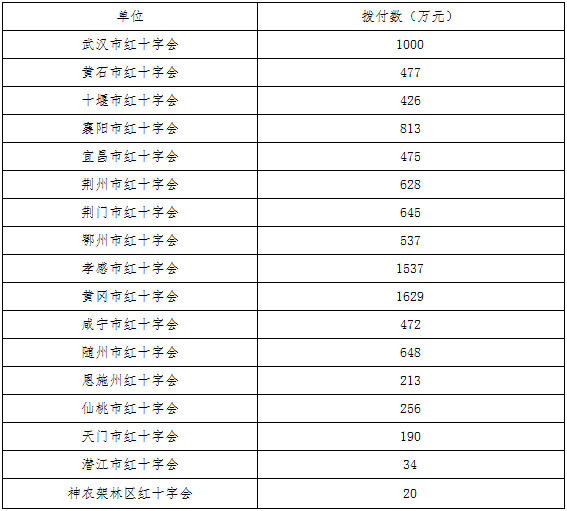 单位 拨付数（万元）
武汉市红十字会 1000
黄石市红十字会 477
十堰市红十字会 426
襄阳市红十字会 813
宜昌市红十字会 475
荆州市红十字会 628
荆门市红十字会 645
鄂州市红十字会 537
孝感市红十字会 1537
黄冈市红十字会 1629
咸宁市红十字会 472
随州市红十字会 648
恩施州红十字会 213
仙桃市红十字会 256
天门市红十字会 190
潜江市红十字会 34
神农架林区红十字会 20